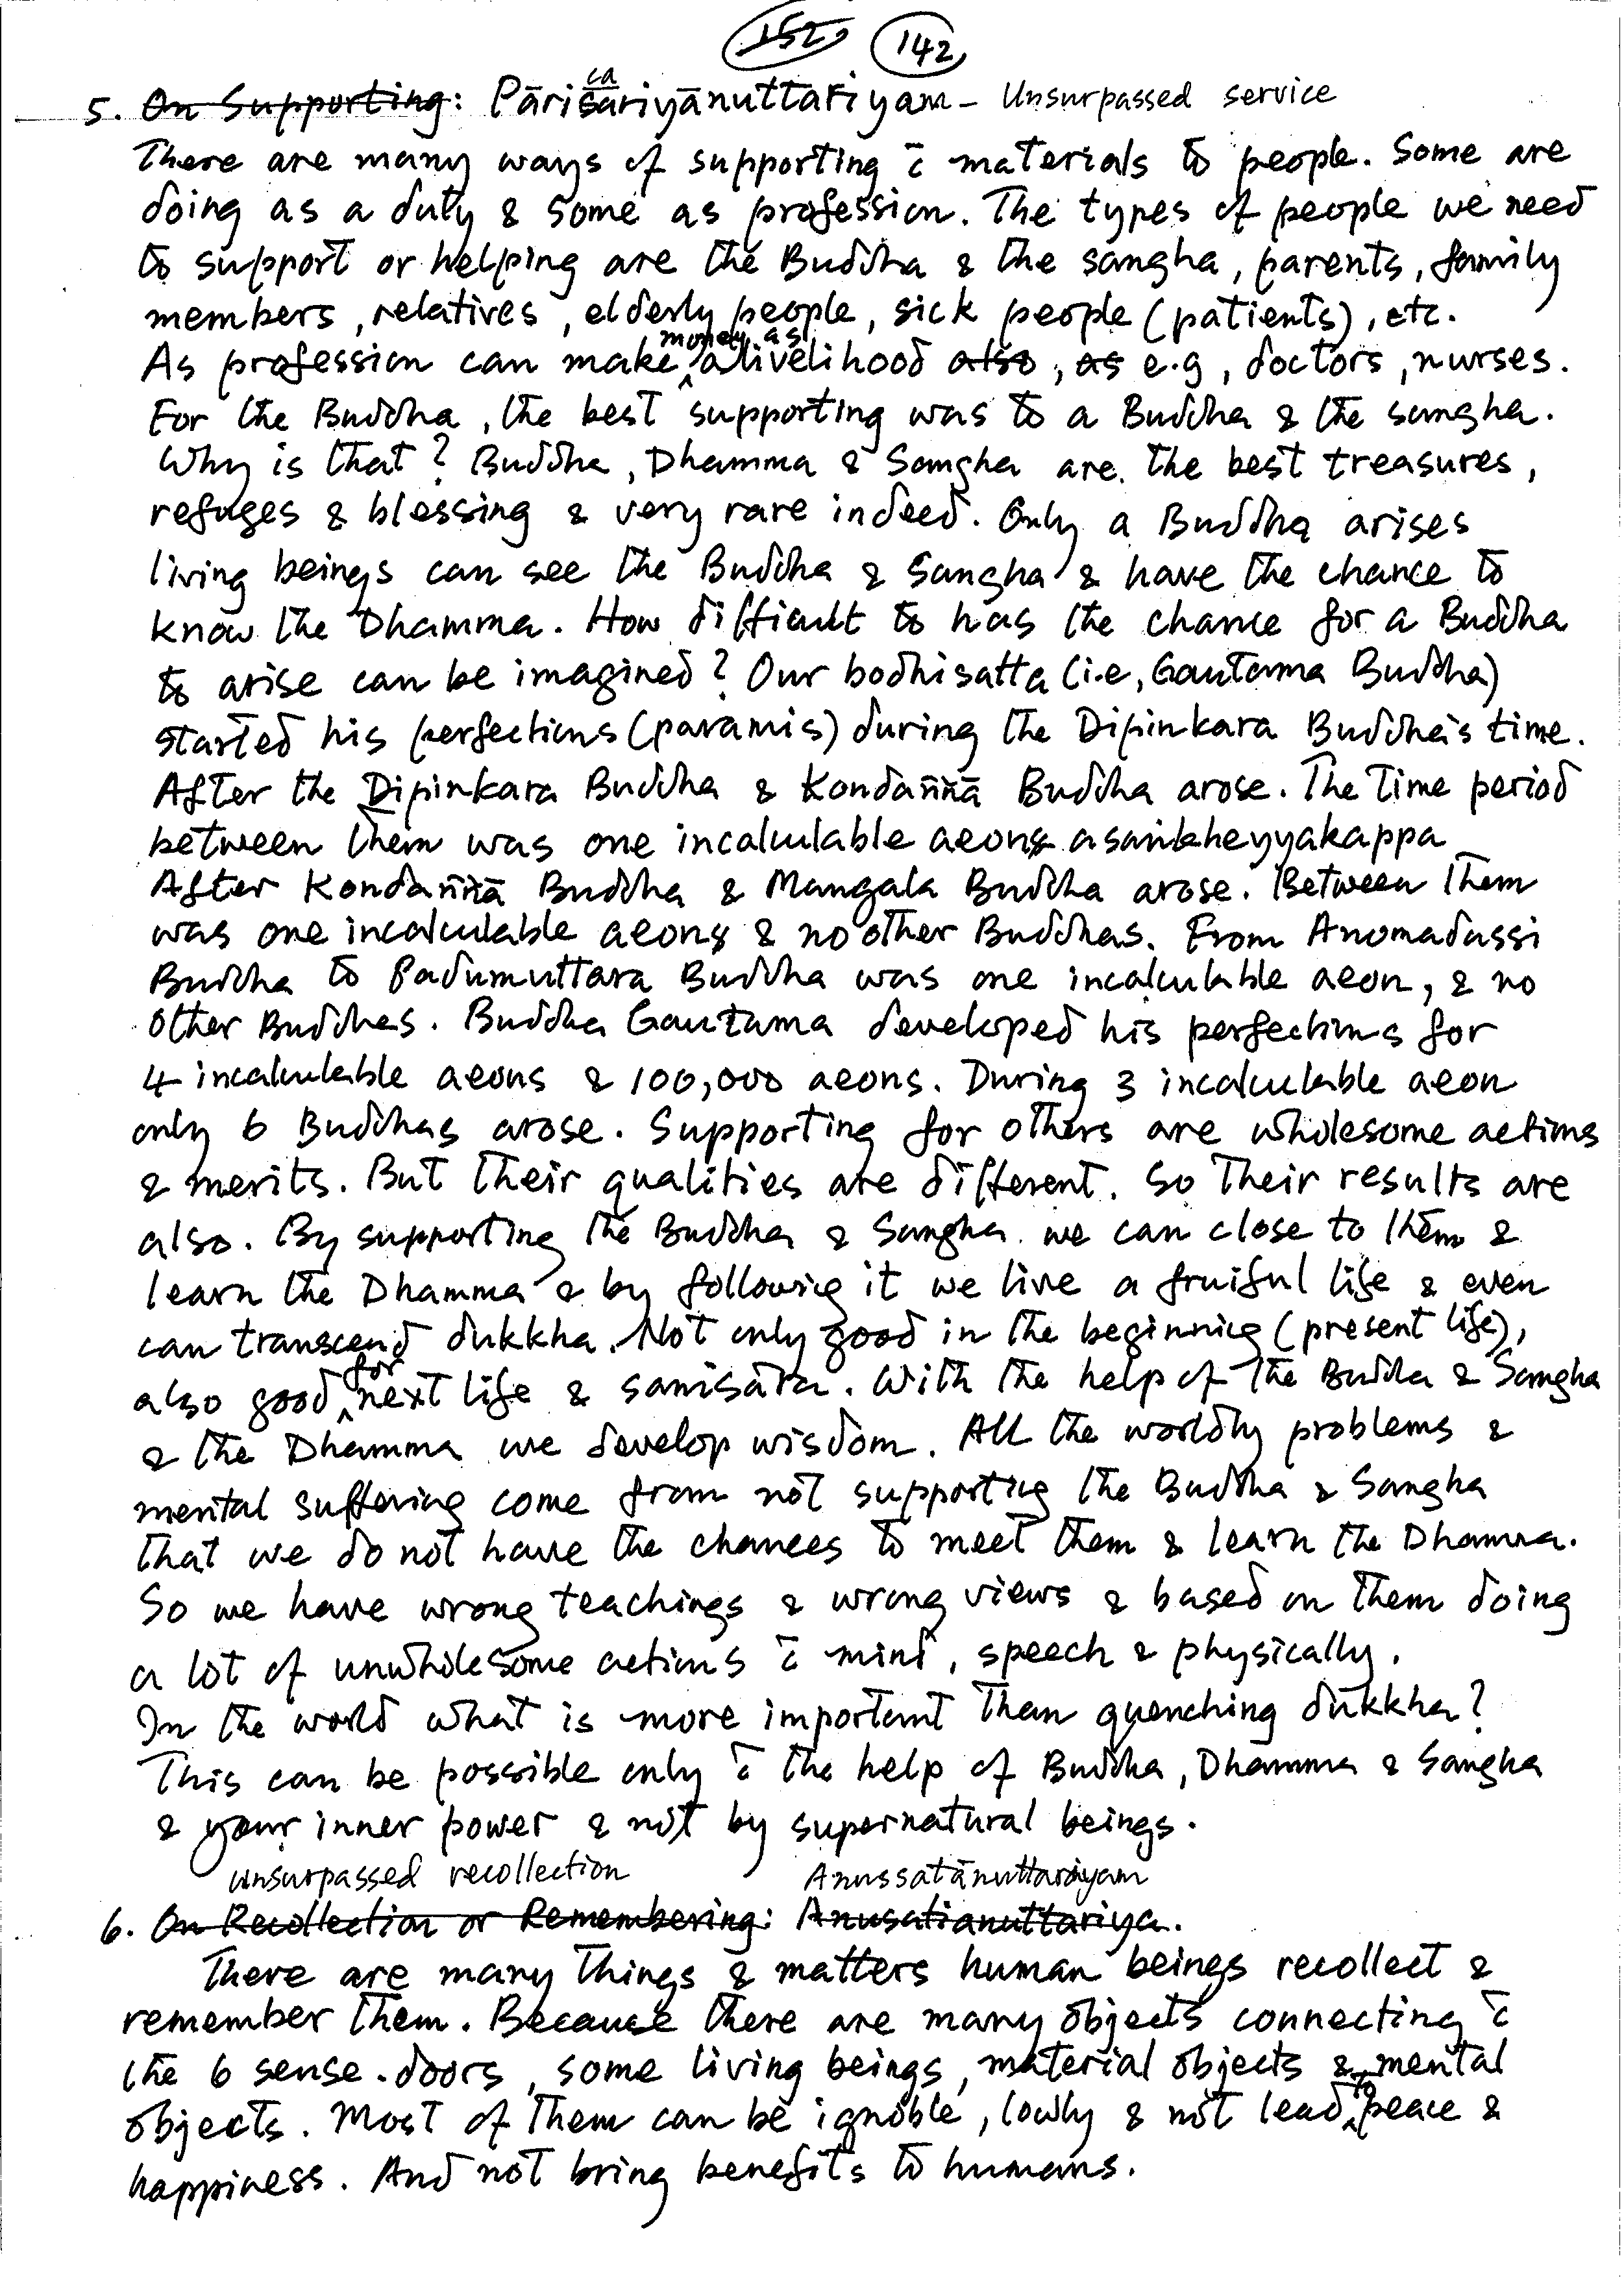 152 142
5. On Supporting: Pāricariyānuttariyam - Unsurpassed service
There are many ways of supporting c̄ materials to people. Some are
doing as a duty & some as profession. The types of people we need
to support or helping are the Buddha & the sangha, parents, family
members, relatives, elderly people, sick people (patients), etc.
As profession can make money as a livelihood also, as e.g, doctors, nurses.
For the Buddha, the best supporting was to a Buddha & the sangha.
Why is that? Buddha, Dhamma & Sangha are the best treasures,
refuges & blessing & very rare indeed. Only a Buddha arises
living beings can see the Buddha & Sangha & have the chance to
know the Dhamma. How difficult to has the chance for a Buddha
to arise can be imagined? Our bodhisatta (i.e, Gautama Buddha)
started his perfections (paramis) during the Dipinkara Buddha's time.
After the Dipinkara Buddha & Kondaññā Buddha arose. The Time period
between them was one incalculable aeons asaṅkheyyakappa
After Kondaññā Buddha & Mangala Buddha arose. Between Them
was one incalculable aeons & no other Buddhas. From Anomadassi
Buddha to Padumuttara Buddha was one incalculable aeon, & no
other Buddhas. Buddha Gautama developed his perfections for
4 incalculable aeons & 100,000 aeons. During 3 incalculable aeon
only 6 Buddhas arose. Supporting for others are wholesome actions
& merits. But their qualities are different. So Their results are
also. By supporting the Buddha & Sangha we can close to them &
learn the Dhamma & by following it we live a fruiful life & even
can transcend dukkha. Not only good in the beginning (present life),
also good for next life & saṁsāra. With the help of the Buddha & Sangha
& the Dhamma we develop wisdom. All the worldly problems &
mental suffering come from not supporting the Buddha & Sangha
that we do not have the chances to meet them & learn the Dhamma.
So we have wrong teachings & wrong views & based on them doing
a lot of unwholesome actions c̄ mind, speech & physically.
In the world what is more important than quenching dukkha?
This can be possible only c̄ the help of Buddha, Dhamma & Sangha
& your inner power & not by supernatural beings.
unsurpassed recollection Anussatānuttariyam
6. On Recollection or Remembering: Anusatianuttariya.
There are many things & matters human beings recollect &
remember them. Because there are many objects connecting c̄
the 6 sense-doors, some living beings, material objects & mental
objects. Most of them can be ignoble, lowly & not lead to peace &
happiness. And not bring benefits to humans.